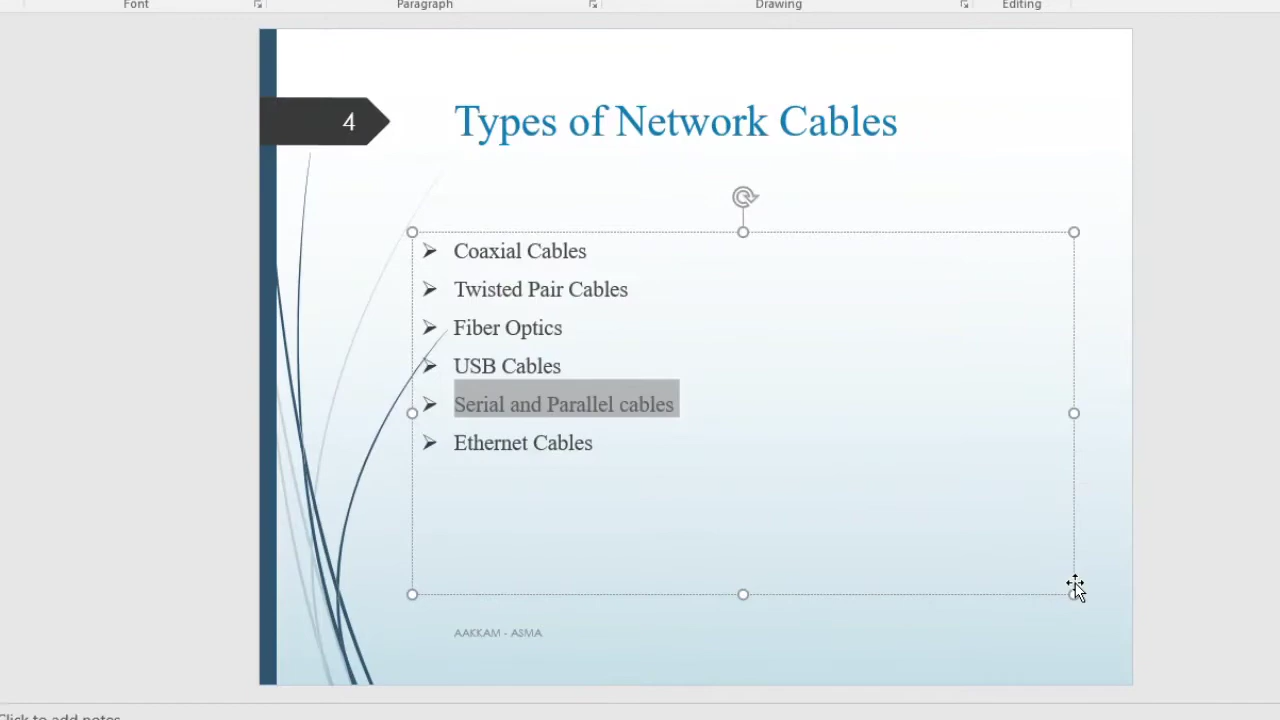 Font Paragraph Drawing Editing
4
Types of Network Cables
Coaxial Cables
Twisted Pair Cables
Fiber Optics
USB Cables
Serial and Parallel cables
Ethernet Cables
AAKKAM - ASMA
Click to add notes